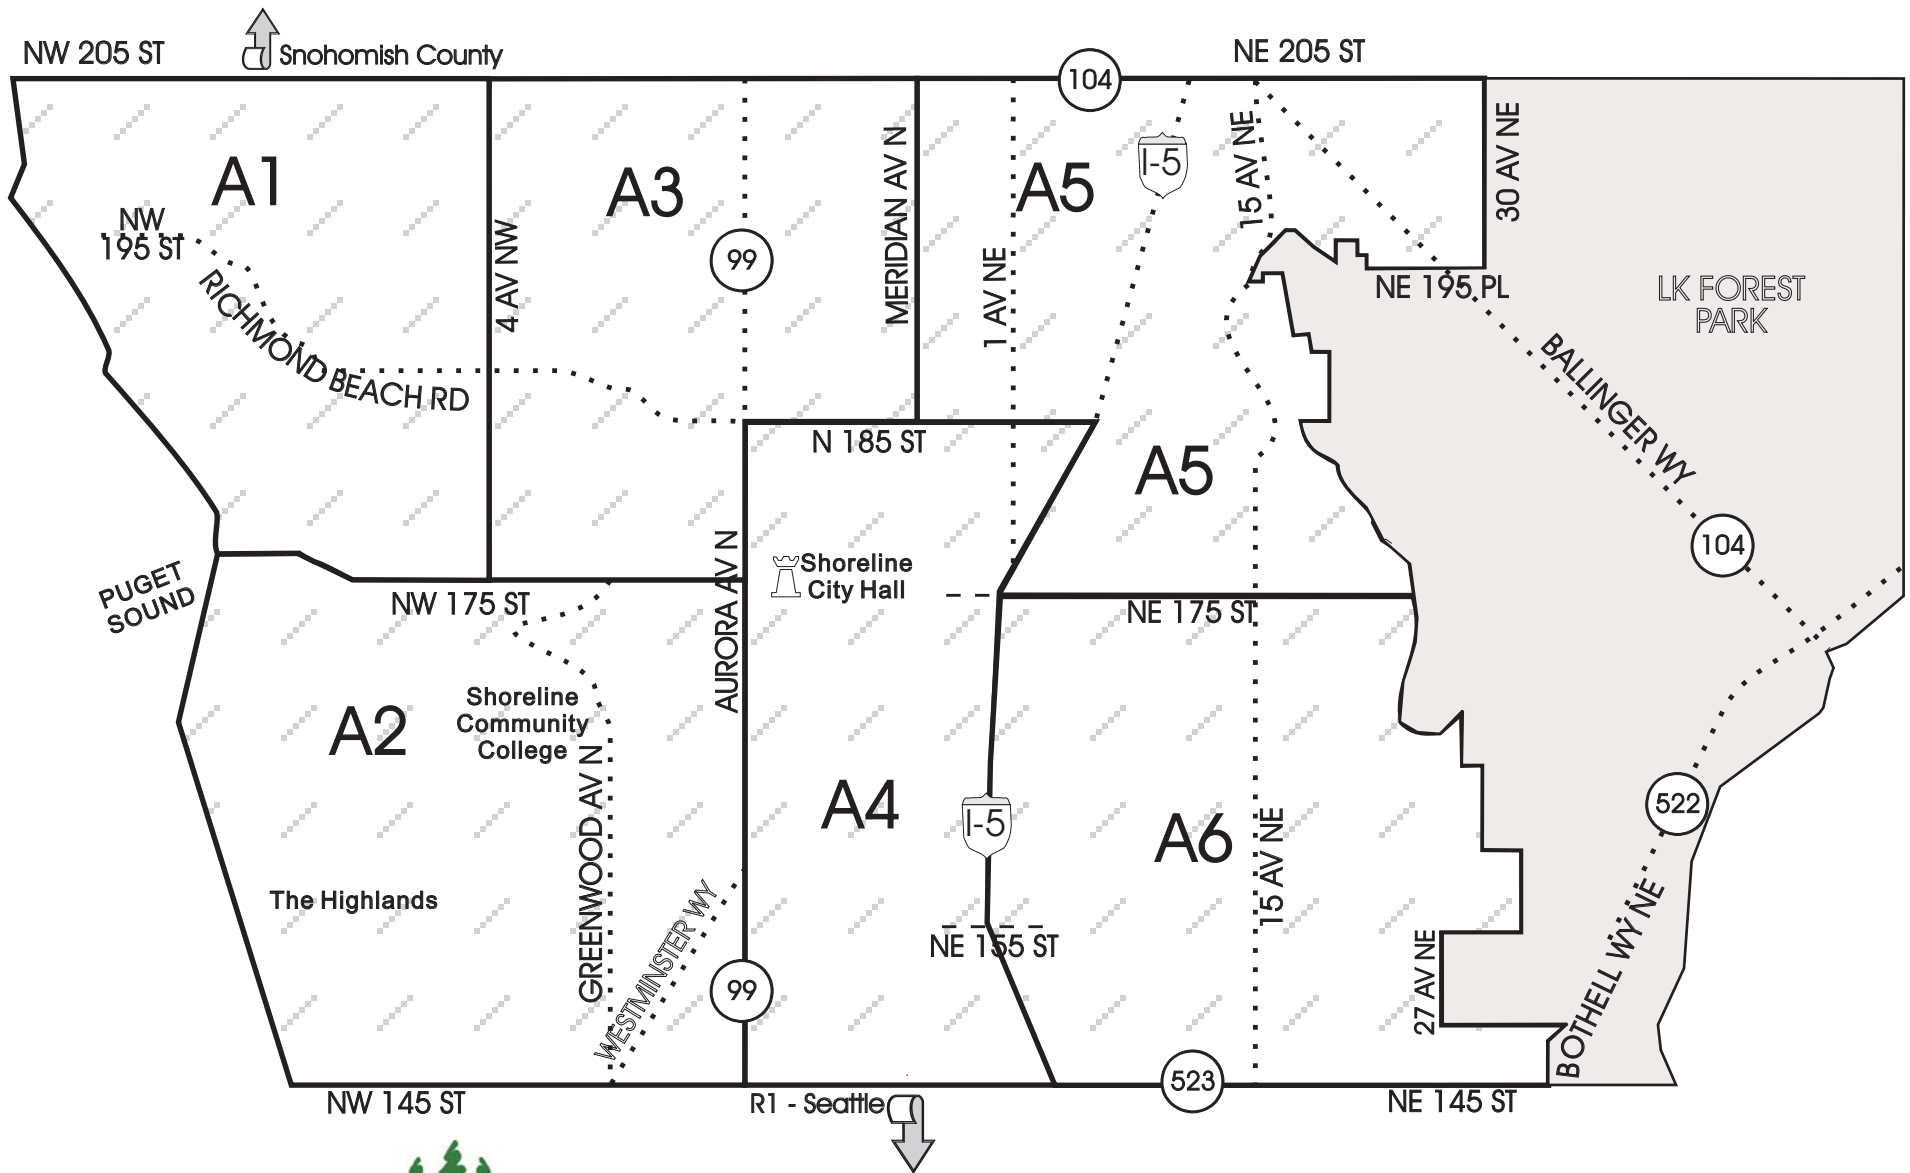 NW 205 ST
Snohomish County
104
NE 205 ST
A1
A3
A5
I-5
15 AV NE
30 AV NE
MERIDIAN AV N
NW
195 ST
4 AV NW
99
1 AV NE
RICHMOND BEACH RD
NE 195 PL
LK FOREST
PARK
BALLINGER WY
N 185 ST
A5
104
AURORA AV N
Shoreline
City Hall
PUGET
SOUND
NW 175 ST
NE 175 ST
A2
Shoreline
Community
College
GREENWOOD AV N
A4
I-5
A6
15 AV NE
522
The Highlands
WESTMINSTER WY
99
NE 155 ST
27 AV NE
BOTHELL WY NE
NW 145 ST
R1 - Seattle
523
NE 145 ST